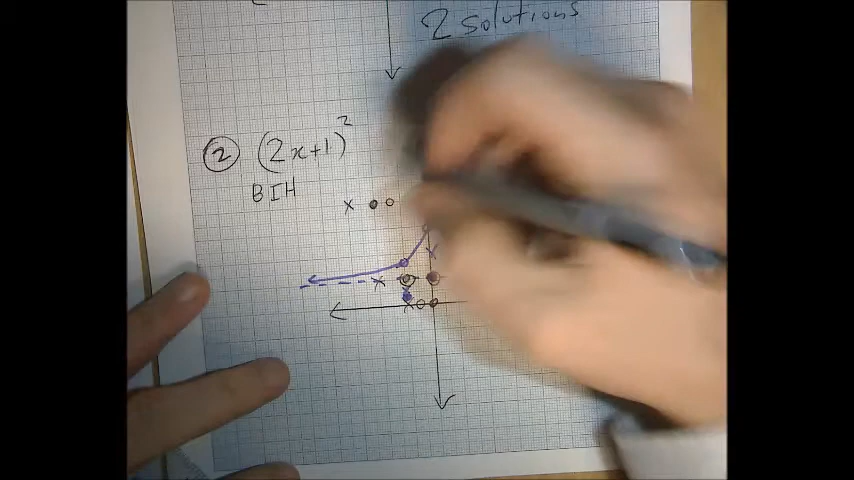 2 solutions
② (2x+1)²
BIH